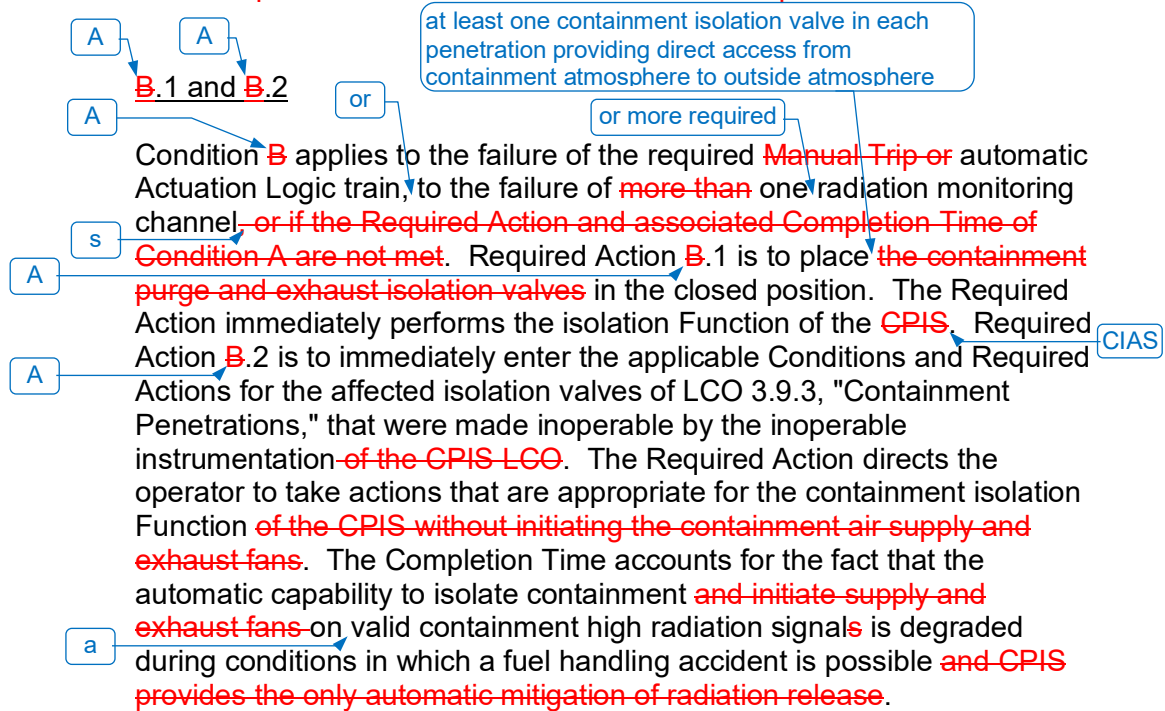 at least one containment isolation valve in each
penetration providing direct access from
containment atmosphere to outside atmosphere
A
A
B.1 and B.2
or
A
or more required
Condition B applies to the failure of the required Manual Trip or automatic
Actuation Logic train, to the failure of more than one radiation monitoring
channel, or if the Required Action and associated Completion Time of
s
Condition A are not met. Required Action B.1 is to place the containment
A
purge and exhaust isolation valves in the closed position. The Required
Action immediately performs the isolation Function of the CPIS. Required
CIAS
Action B.2 is to immediately enter the applicable Conditions and Required
A
Actions for the affected isolation valves of LCO 3.9.3, "Containment
Penetrations," that were made inoperable by the inoperable
instrumentation of the CPIS LCO. The Required Action directs the
operator to take actions that are appropriate for the containment isolation
Function of the CPIS without initiating the containment air supply and
exhaust fans. The Completion Time accounts for the fact that the
automatic capability to isolate containment and initiate supply and
exhaust fans on valid containment high radiation signals is degraded
a
during conditions in which a fuel handling accident is possible and CPIS
provides the only automatic mitigation of radiation release.